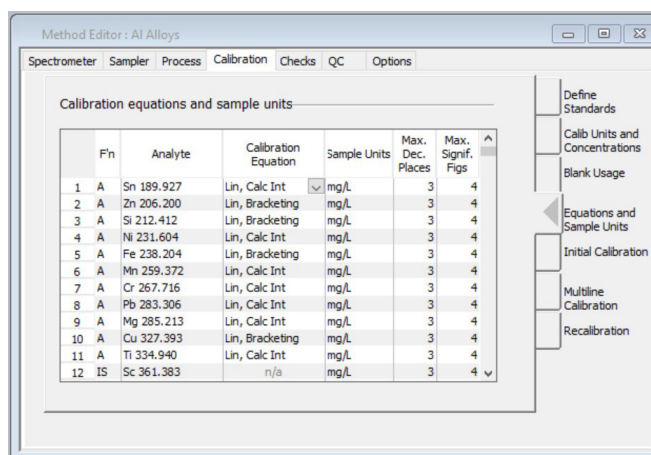 Method Editor : Al Alloys
Spectrometer Sampler Process Calibration Checks QC Options
Calibration equations and sample units
F'n Analyte Calibration Equation Sample Units Max. Dec. Places Max. Signif. Figs
1 A Sn 189.927 Lin, Calc Int mg/L 3 4
2 A Zn 206.200 Lin, Bracketing mg/L 3 4
3 A Si 212.412 Lin, Bracketing mg/L 3 4
4 A Ni 231.604 Lin, Calc Int mg/L 3 4
5 A Fe 238.204 Lin, Bracketing mg/L 3 4
6 A Mn 259.372 Lin, Calc Int mg/L 3 4
7 A Cr 267.716 Lin, Calc Int mg/L 3 4
8 A Pb 283.306 Lin, Calc Int mg/L 3 4
9 A Mg 285.213 Lin, Calc Int mg/L 3 4
10 A Cu 327.393 Lin, Bracketing mg/L 3 4
11 A Ti 334.940 Lin, Calc Int mg/L 3 4
12 IS Sc 361.383 n/a mg/L 3 4
Define
Standards
Calib Units and
Concentrations
Blank Usage
Equations and
Sample Units
Initial Calibration
Multiline
Calibration
Recalibration